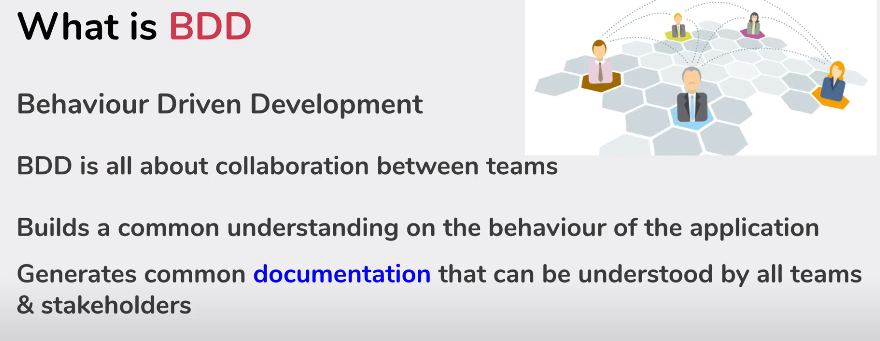 What is BDD
Behaviour Driven Development
BDD is all about collaboration between teams
Builds a common understanding on the behaviour of the application
Generates common documentation that can be understood by all teams
& stakeholders